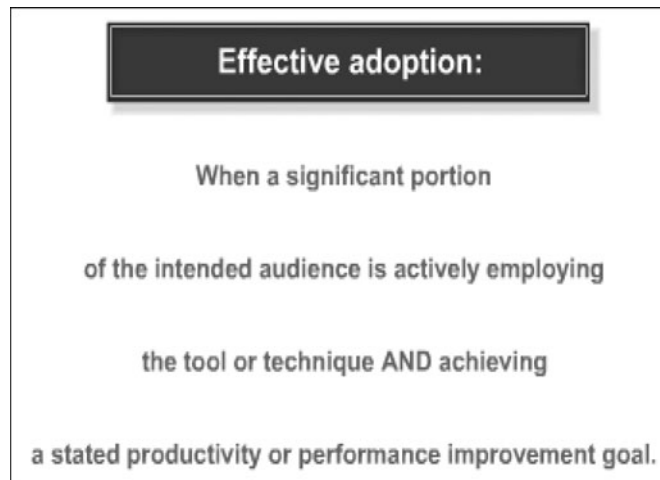 Effective adoption:
When a significant portion
of the intended audience is actively employing
the tool or technique AND achieving
a stated productivity or performance improvement goal.